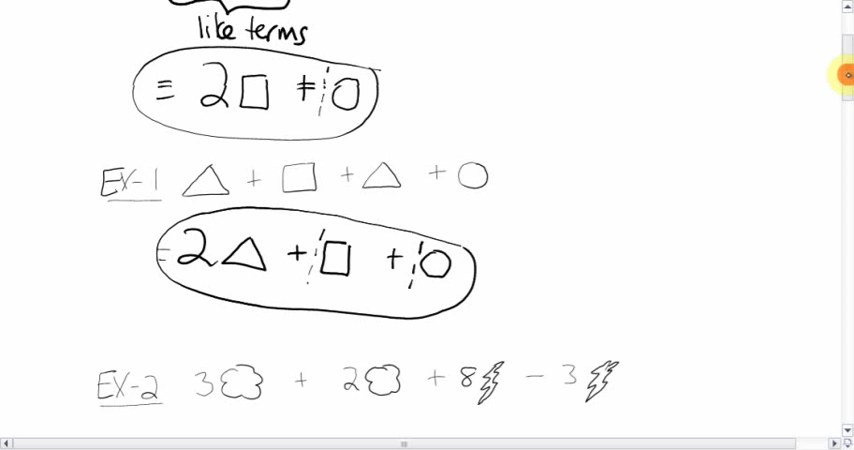 like terms
= 2□ + 1○
Ex-1 △ + □ + △ + ○
= 2△ + 1□ + 1○
Ex-2 3☁ + 2☁ + 8⚡ - 3⚡